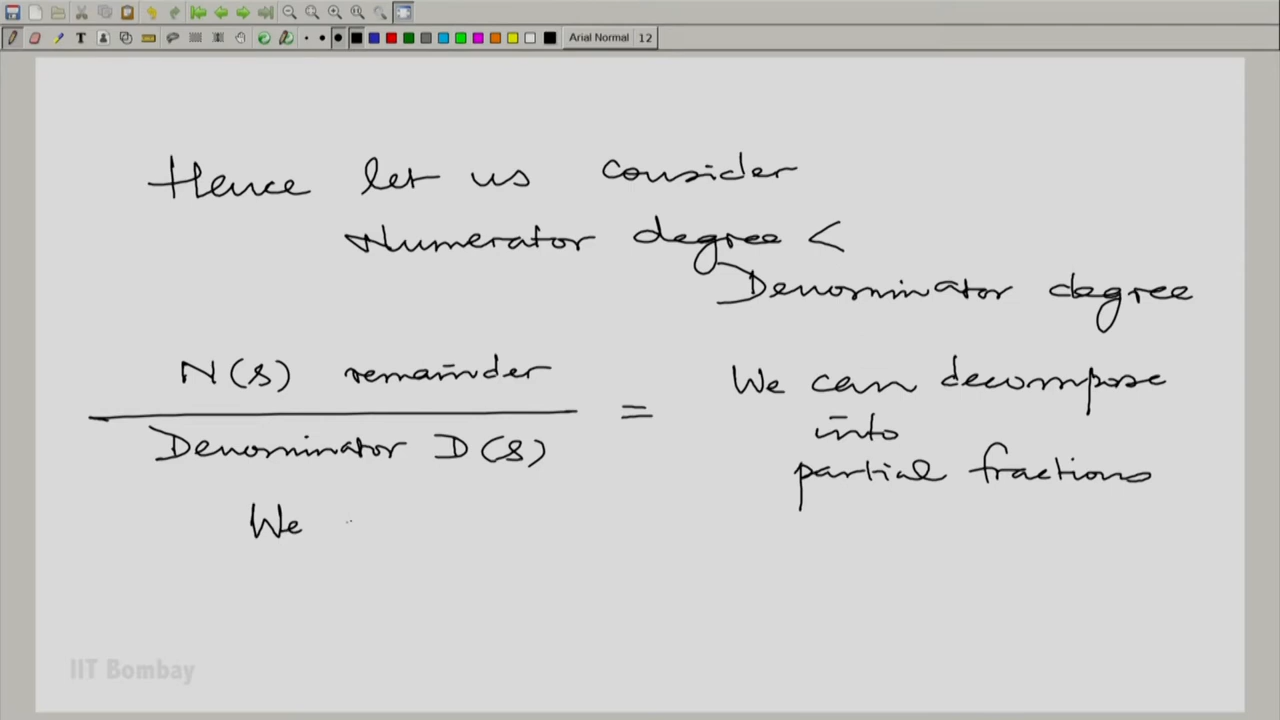 Arial Normal 12
Hence let us consider
Numerator degree <
Denominator degree
N(s) remainder
Denominator D(s)
=
We can decompose
into
partial fractions
We
IIT Bombay